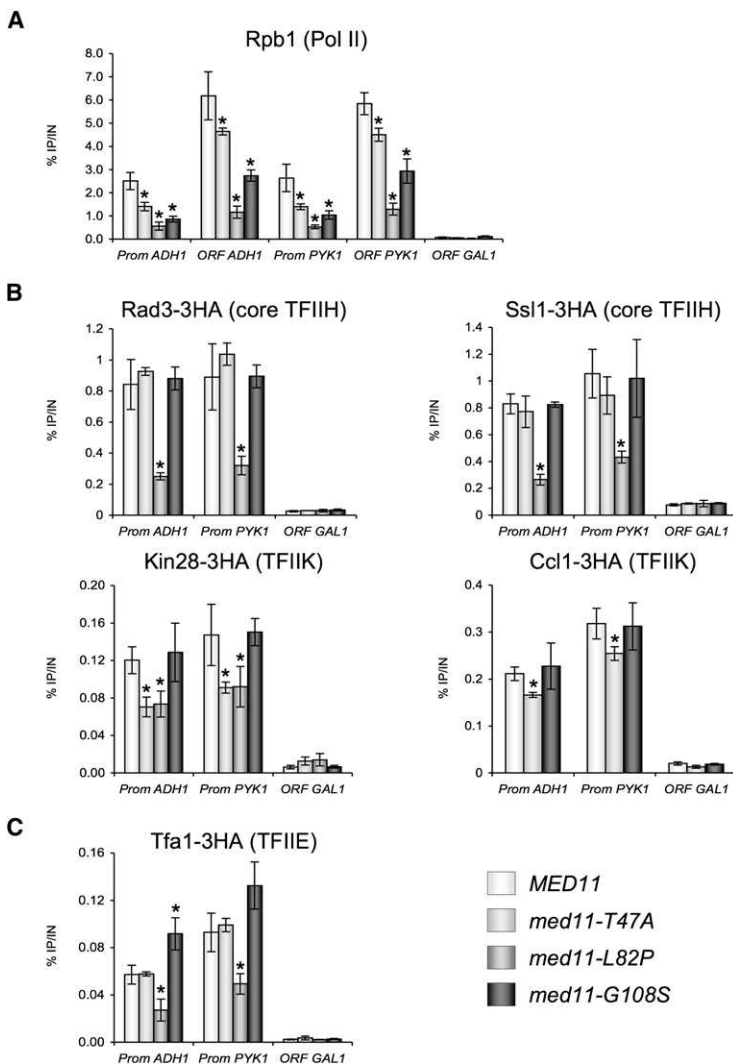 A
Rpb1 (Pol II)
% IP/IN
8.0
7.0
6.0
5.0
4.0
3.0
2.0
1.0
0.0
* * * * * * * * * * * *
Prom ADH1 ORF ADH1 Prom PYK1 ORF PYK1 ORF GAL1
B
Rad3-3HA (core TFIIH)
% IP/IN
1.2
1
0.8
0.6
0.4
0.2
0
* *
Prom ADH1 Prom PYK1 ORF GAL1
Ssl1-3HA (core TFIIH)
% IP/IN
1.4
1.2
1
0.8
0.6
0.4
0.2
0
* *
Prom ADH1 Prom PYK1 ORF GAL1
Kin28-3HA (TFIIK)
% IP/IN
0.20
0.16
0.12
0.08
0.04
0.00
* * * *
Prom ADH1 Prom PYK1 ORF GAL1
Ccl1-3HA (TFIIK)
% IP/IN
0.4
0.3
0.2
0.1
0
* *
Prom ADH1 Prom PYK1 ORF GAL1
C
Tfa1-3HA (TFIIE)
% IP/IN
0.16
0.12
0.08
0.04
0.00
* * *
Prom ADH1 Prom PYK1 ORF GAL1
MED11
med11-T47A
med11-L82P
med11-G108S